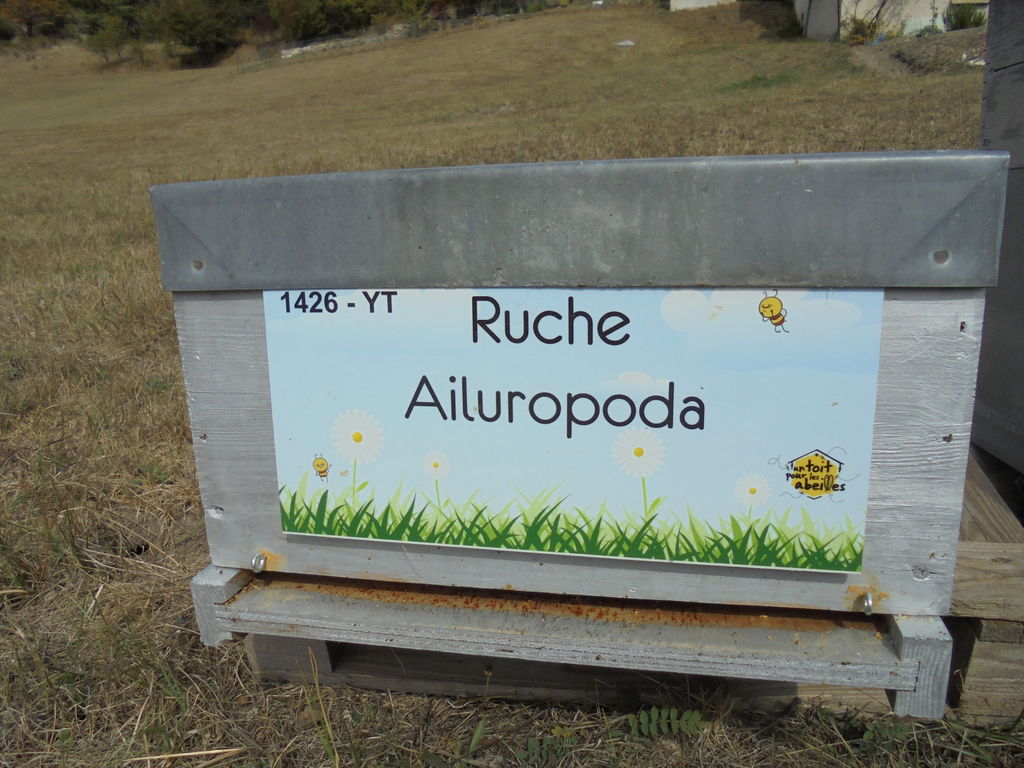 1426 - YT
Ruche
Ailuropoda
un toit
pour les
abeilles